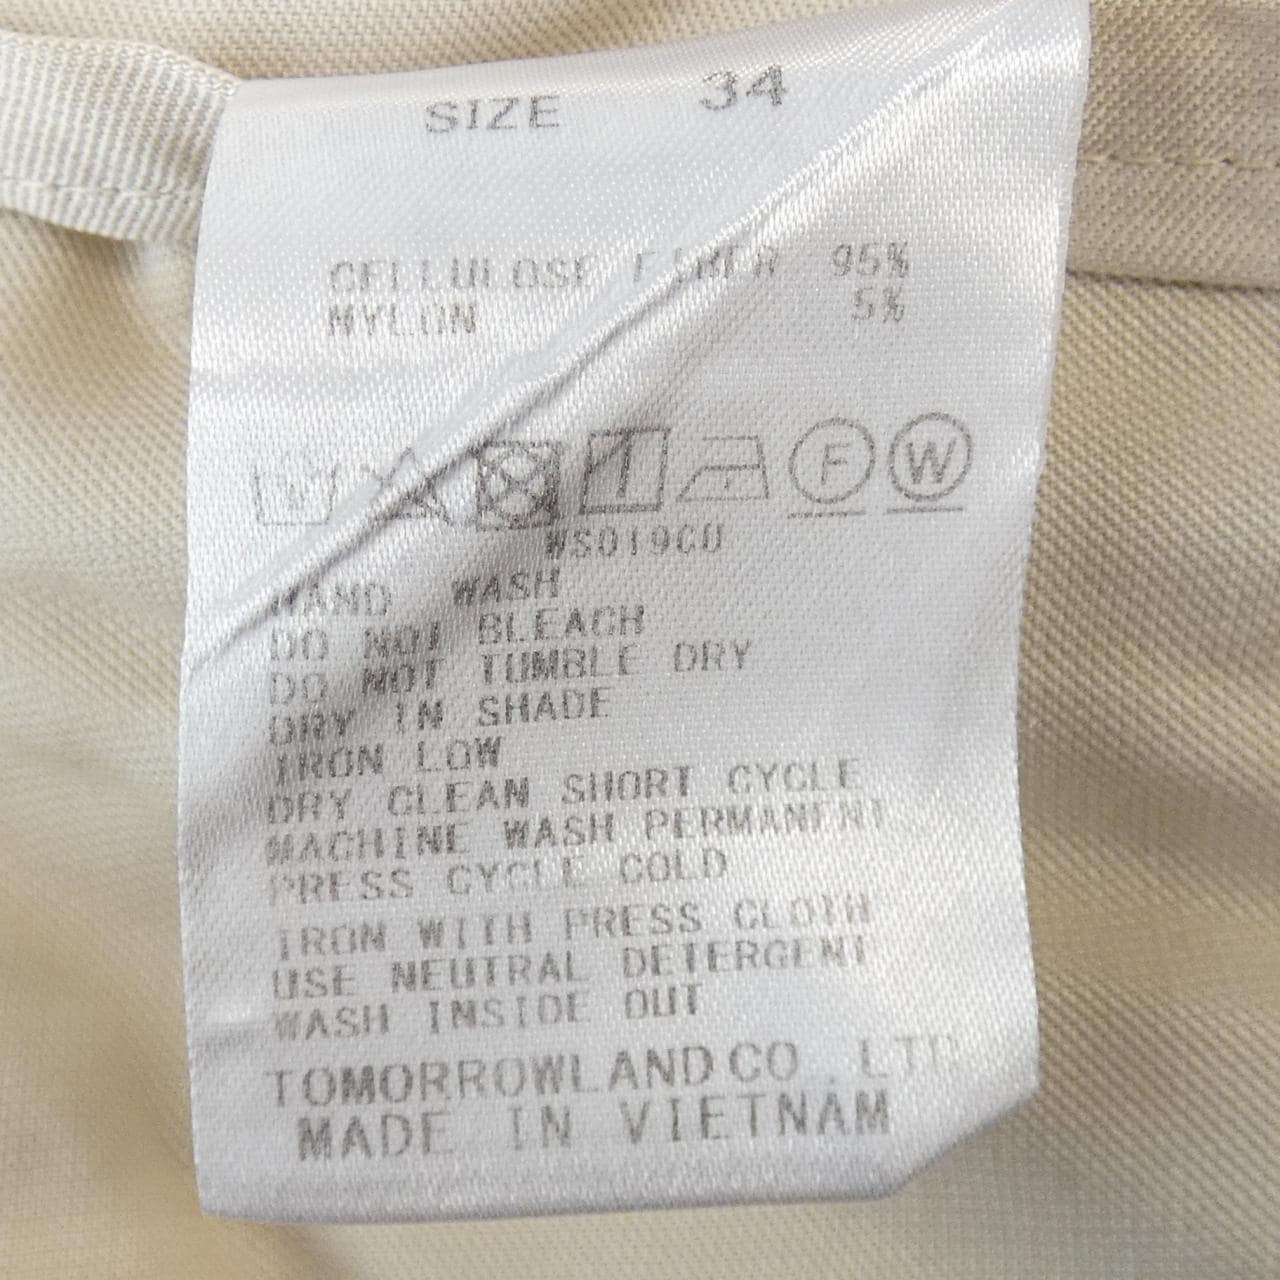 SIZE 34
CELLULOSE FIBER 95%
NYLON 5%
F W
WS019CU
HAND WASH
DO NOT BLEACH
DO NOT TUMBLE DRY
DRY IN SHADE
IRON LOW
DRY CLEAN SHORT CYCLE
MACHINE WASH PERMANENT
PRESS CYCLE COLD
IRON WITH PRESS CLOTH
USE NEUTRAL DETERGENT
WASH INSIDE OUT
TOMORROWLAND CO.,LTD.
MADE IN VIETNAM